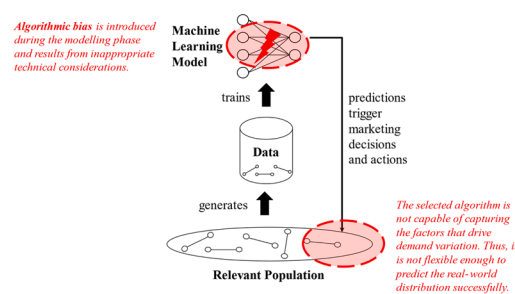 Algorithmic bias is introduced
during the modelling phase
and results from inappropriate
technical considerations.
Machine
Learning
Model
trains
predictions
trigger
marketing
decisions
and actions
Data
generates
The selected algorithm is
not capable of capturing
the factors that drive
demand variation. Thus, i
is not flexible enough to
predict the real-world
distribution successfully.
Relevant Population